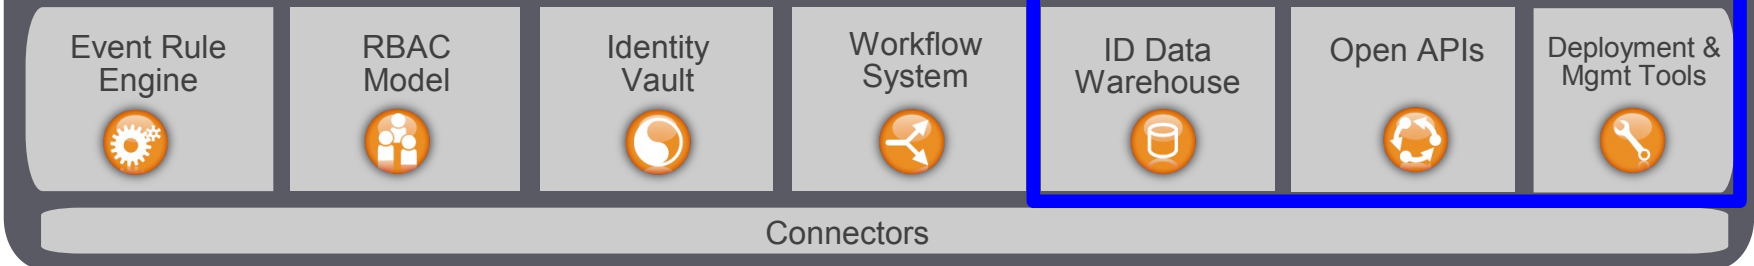 Event Rule
Engine
RBAC
Model
Identity
Vault
Workflow
System
ID Data
Warehouse
Open APIs
Deployment &
Mgmt Tools
Connectors